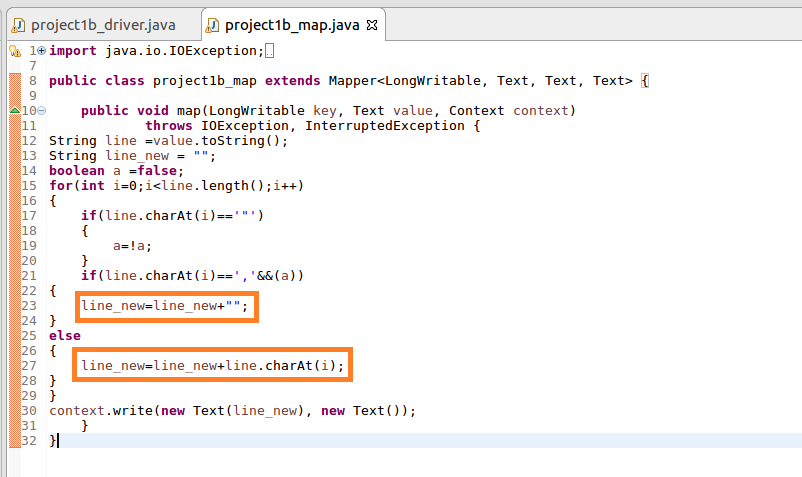 project1b_driver.java project1b_map.java
1 import java.io.IOException;
7
8 public class project1b_map extends Mapper<LongWritable, Text, Text, Text> {
9
10 public void map(LongWritable key, Text value, Context context)
11 throws IOException, InterruptedException {
12 String line =value.toString();
13 String line_new = "";
14 boolean a =false;
15 for(int i=0;i<line.length();i++)
16 {
17 if(line.charAt(i)=='"')
18 {
19 a=!a;
20 }
21 if(line.charAt(i)==','&&(a))
22 {
23 line_new=line_new+"";
24 }
25 else
26 {
27 line_new=line_new+line.charAt(i);
28 }
29 }
30 context.write(new Text(line_new), new Text());
31 }
32 }